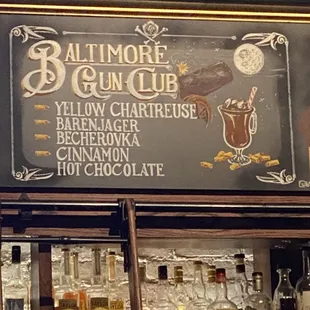 BALTIMORE
GUN CLUB
YELLOW CHARTREUSE
BARENJAGER
BECHEROVKA
CINNAMON
HOT CHOCOLATE